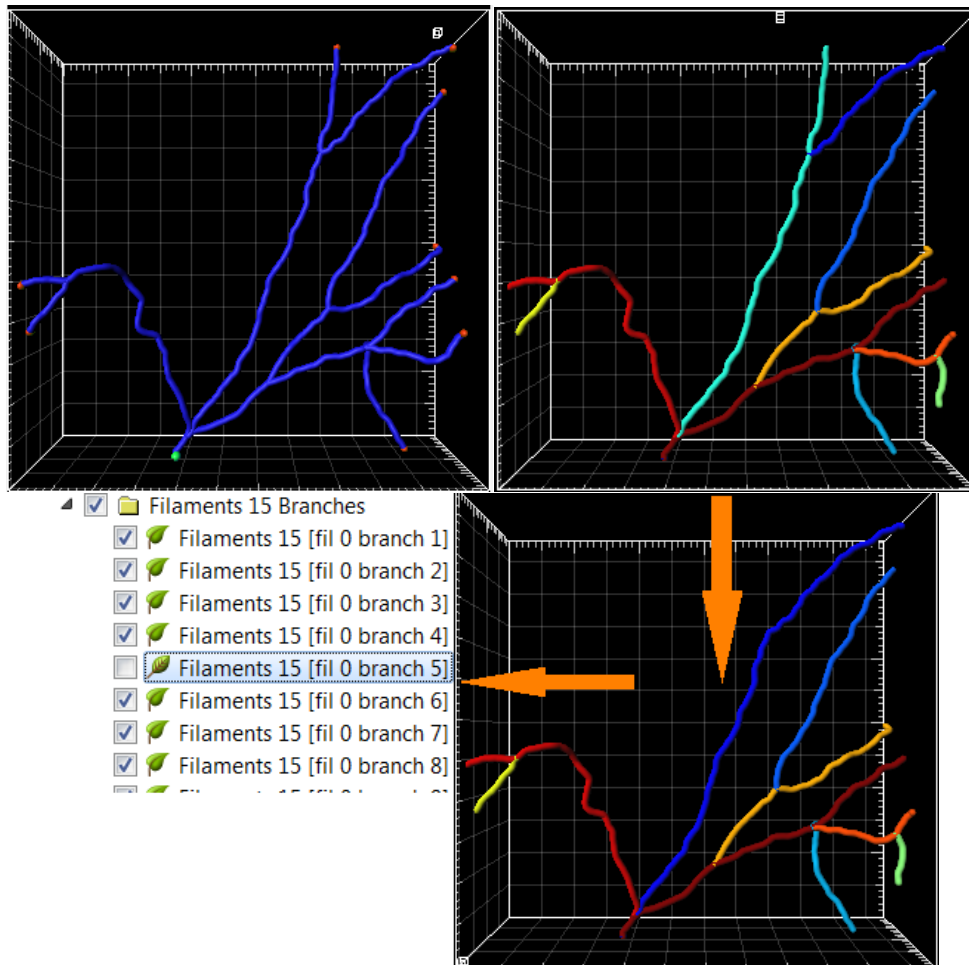 Filaments 15 Branches
Filaments 15 [fil 0 branch 1]
Filaments 15 [fil 0 branch 2]
Filaments 15 [fil 0 branch 3]
Filaments 15 [fil 0 branch 4]
Filaments 15 [fil 0 branch 5]
Filaments 15 [fil 0 branch 6]
Filaments 15 [fil 0 branch 7]
Filaments 15 [fil 0 branch 8]